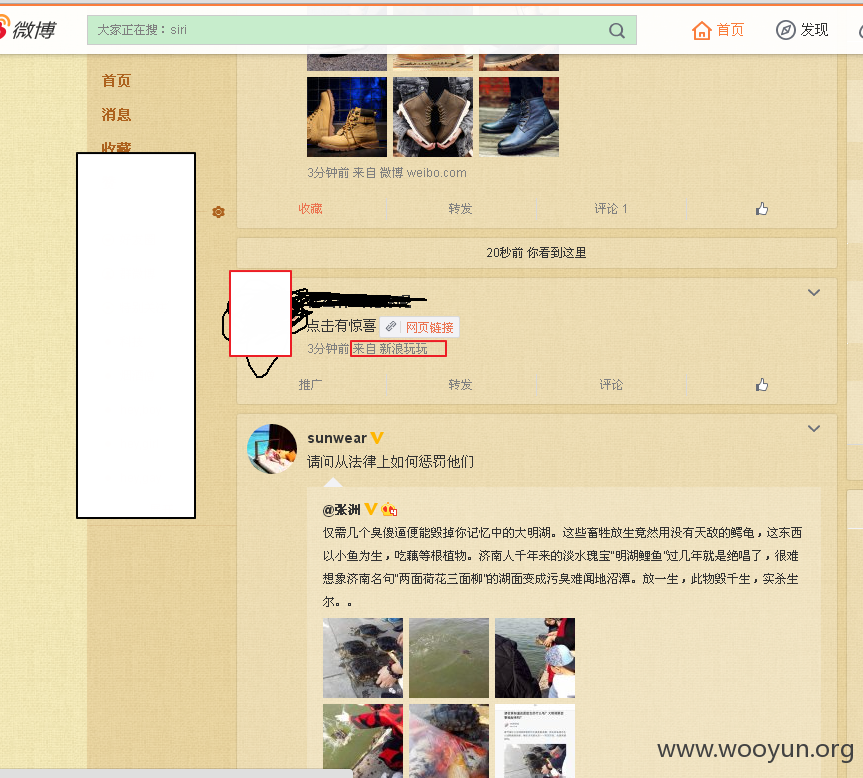 微博
大家正在搜：siri
首页
发现
首页
消息
收藏
3分钟前 来自 微博 weibo.com
收藏
转发
评论 1
20秒前 你看到这里
点击有惊喜 网页链接
3分钟前 来自 新浪玩玩
推广
转发
评论
sunwear
请问从法律上如何惩罚他们
@张洲
仅需几个臭傻逼便能毁掉你记忆中的大明湖。这些畜牲放生竟然用没有天敌的鳄龟，这东西
以小鱼为生，吃藕等根植物。济南人千年来的淡水瑰宝"明湖鲤鱼"过几年就是绝唱了，很难
想象济南名句"两面荷花三面柳"的湖面变成污臭难闻地沼潭。放一生，此物毁千生，实杀生
尔。。
www.wooyun.org